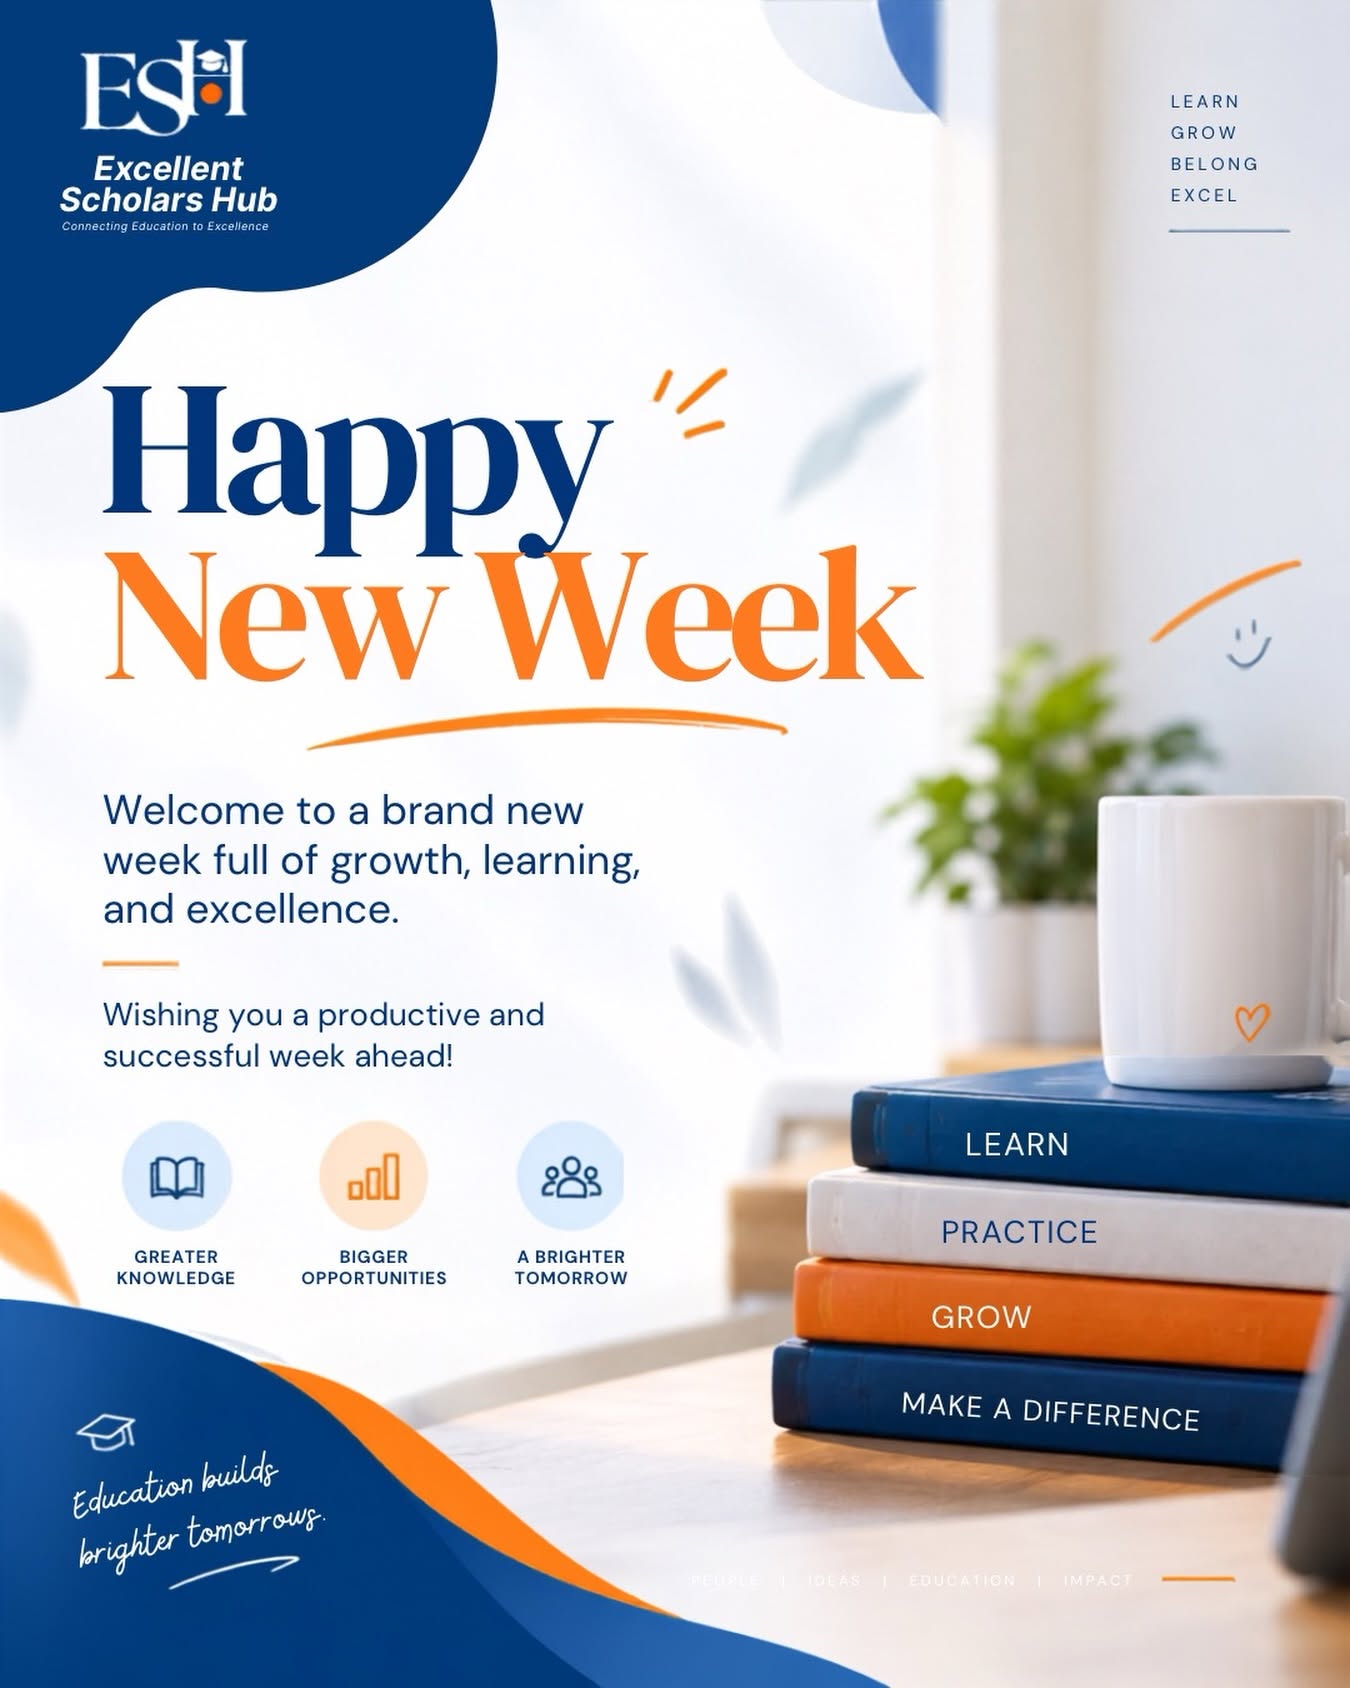 ESH
Excellent
Scholars Hub
Connecting Education to Excellence
LEARN
GROW
BELONG
EXCEL
Happy
New Week
Welcome to a brand new
week full of growth, learning,
and excellence.
Wishing you a productive and
successful week ahead!
GREATER
KNOWLEDGE
BIGGER
OPPORTUNITIES
A BRIGHTER
TOMORROW
LEARN
PRACTICE
GROW
MAKE A DIFFERENCE
Education builds
brighter tomorrows.
PEOPLE | IDEAS | EDUCATION | IMPACT